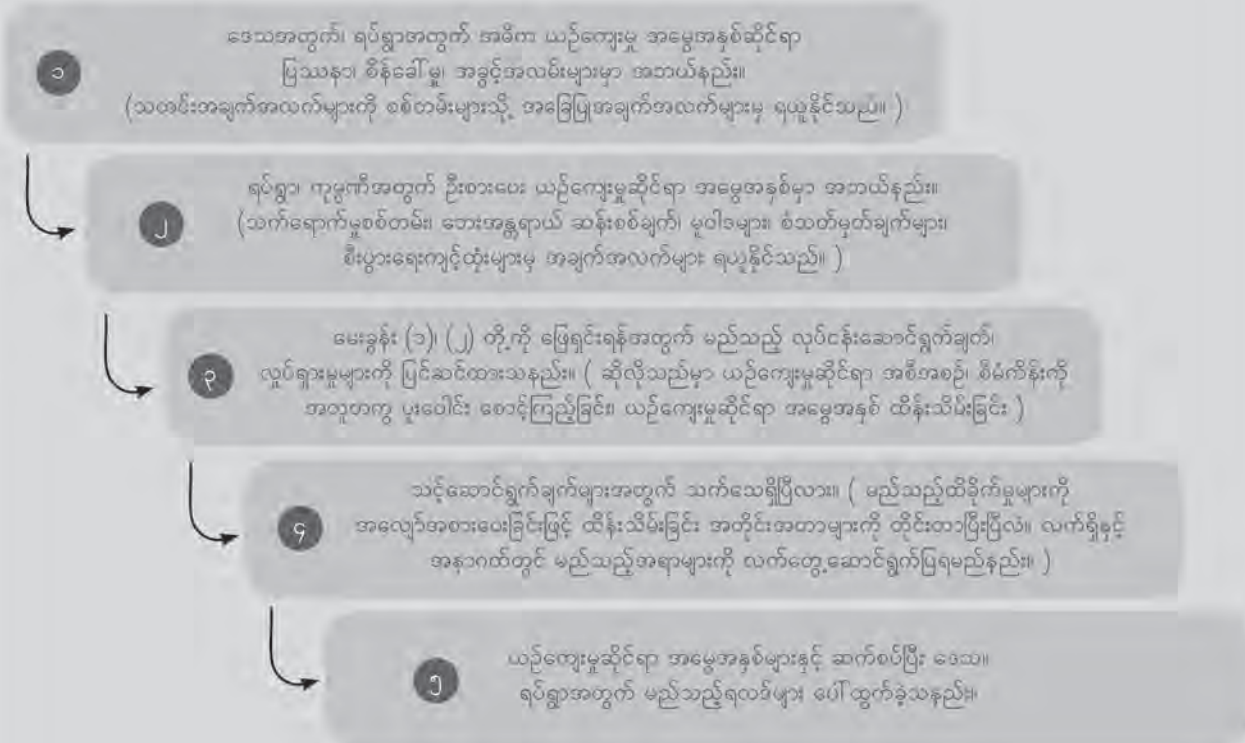 ဒေသအတွက်၊ ရပ်ရွာအတွက် အဓိက ယဉ်ကျေးမှု အမွေအနှစ်ဆိုင်ရာ
၁
ပြဿနာ၊ စိန်ခေါ်မှု၊ အခွင့်အလမ်းများမှာ အဘယ်နည်း။
(သတင်းအချက်အလက်များကို စစ်တမ်းများသို့ အခြေပြုအချက်အလက်များမှ ရယူနိုင်သည်။ )
ရပ်ရွာ၊ ကုမ္ပဏီအတွက် ဦးစားပေး ယဉ်ကျေးမှုဆိုင်ရာ အမွေအနှစ်မှာ အဘယ်နည်း။
၂
(သက်ရောက်မှုစစ်တမ်း၊ ဘေးအန္တရာယ် ဆန်းစစ်ချက်၊ မူဝါဒများ၊ စံသတ်မှတ်ချက်များ၊
စီးပွားရေးကျင့်ထုံးများမှ အချက်အလက်များ ရယူနိုင်သည်။ )
မေးခွန်း (၁)၊ (၂) တို့ကို ဖြေရှင်းရန်အတွက် မည်သည့် လုပ်ငန်းဆောင်ရွက်ချက်၊
၃
လှုပ်ရှားမှုများကို ပြင်ဆင်ထားသနည်း။ ( ဆိုလိုသည်မှာ ယဉ်ကျေးမှုဆိုင်ရာ အစီအစဉ်၊ စီမံကိန်းကို
အတူတကွ ပူးပေါင်း စောင့်ကြည့်ခြင်း၊ ယဉ်ကျေးမှုဆိုင်ရာ အမွေအနှစ် ထိန်းသိမ်းခြင်း )
သင့်ဆောင်ရွက်ချက်များအတွက် သက်သေရှိပြီလား။ ( မည်သည့်ထိခိုက်မှုများကို
၄
အလျော်အစားပေးခြင်းဖြင့် ထိန်းသိမ်းခြင်း အတိုင်းအတာများကို တိုင်းတာပြီးပြီလဲ။ လက်ရှိနှင့်
အနာဂတ်တွင် မည်သည့်အရာများကို လက်တွေ့ဆောင်ရွက်ပြရမည်နည်း။ )
ယဉ်ကျေးမှုဆိုင်ရာ အမွေအနှစ်များနှင့် ဆက်စပ်ပြီး ဒေသ။
၅
ရပ်ရွာအတွက် မည်သည့်ရလဒ်များ ပေါ်ထွက်ခဲ့သနည်း။